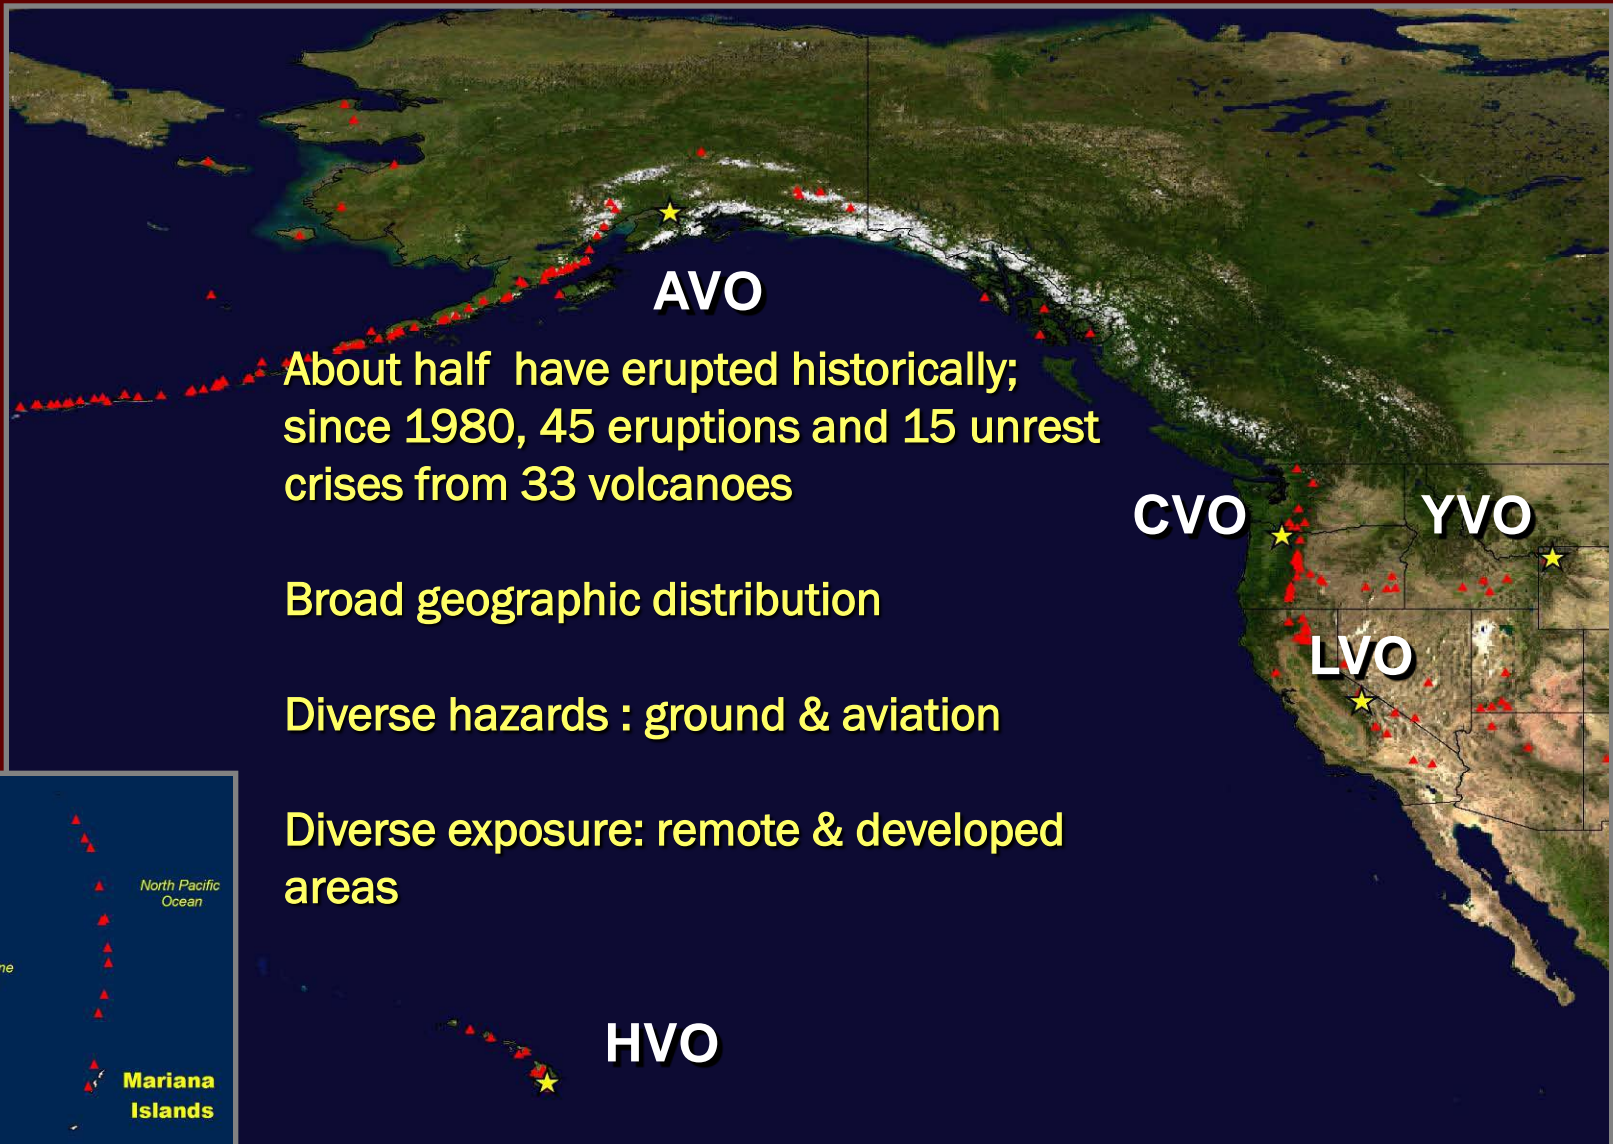 AVO
About half  have erupted historically;
since 1980, 45 eruptions and 15 unrest
crises from 33 volcanoes
CVO
YVO
Broad geographic distribution
LVO
Diverse hazards : ground & aviation
Diverse exposure: remote & developed
areas
North Pacific
Ocean
ne
HVO
Mariana
Islands